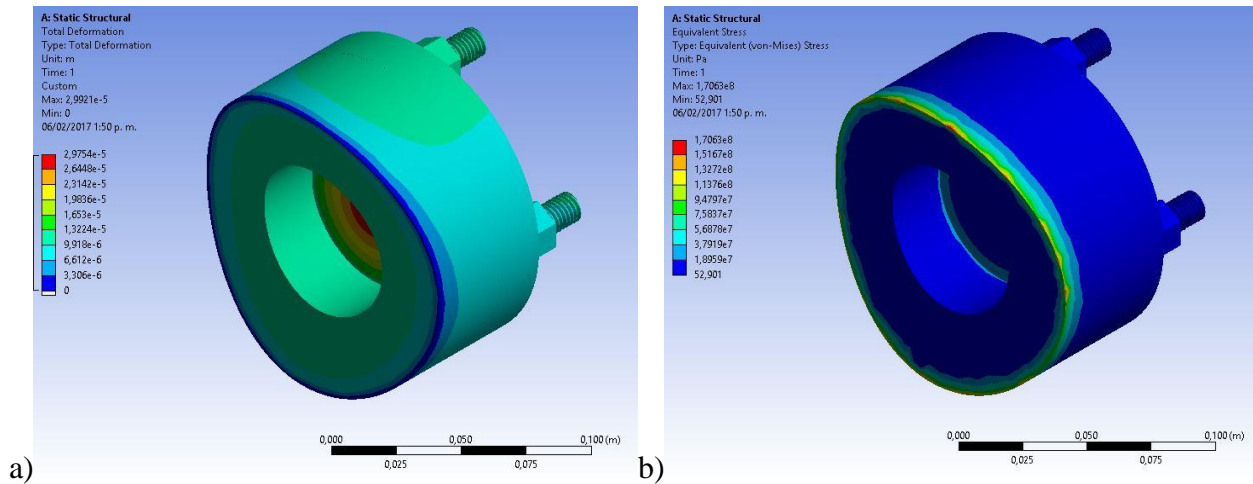 A: Static Structural
Total Deformation
Type: Total Deformation
Unit: m
Time: 1
Custom
Max: 2,9921e-5
Min: 0
06/02/2017 1:50 p. m.
2,9754e-5
2,6448e-5
2,3142e-5
1,9836e-5
1,653e-5
1,3224e-5
9,918e-6
6,612e-6
3,306e-6
0
0,000
0,050
0,100 (m)
0,025
0,075
a)
A: Static Structural
Equivalent Stress
Type: Equivalent (von-Mises) Stress
Unit: Pa
Time: 1
Max: 1,7063e8
Min: 52,901
06/02/2017 1:50 p. m.
1,7063e8
1,5167e8
1,3272e8
1,1376e8
9,4797e7
7,5837e7
5,6878e7
3,7919e7
1,8959e7
52,901
0,000
0,050
0,100 (m)
0,025
0,075
b)